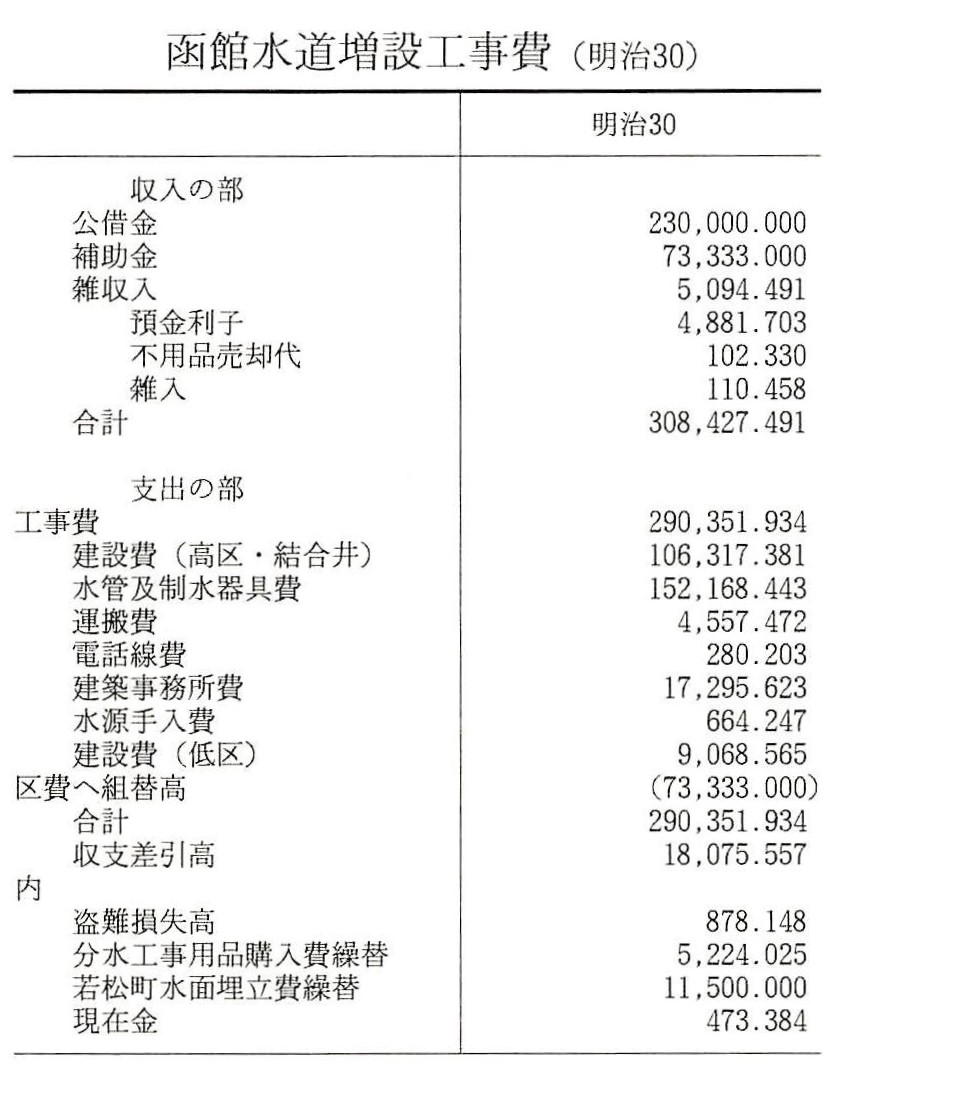 函館水道増設工事費（明治30）
明治30
収入の部
公借金 230,000.000
補助金 73,333.000
雑収入 5,094.491
預金利子 4,881.703
不用品売却代 102.330
雑入 110.458
合計 308,427.491
支出の部
工事費 290,351.934
建設費（高区・結合井） 106,317.381
水管及制水器具費 152,168.443
運搬費 4,557.472
電話線費 280.203
建築事務所費 17,295.623
水源手入費 664.247
建設費（低区） 9,068.565
区費へ組替高 (73,333.000)
合計 290,351.934
収支差引高 18,075.557
内
盗難損失高 878.148
分水工事用品購入費繰替 5,224.025
若松町水面埋立費繰替 11,500.000
現在金 473.384